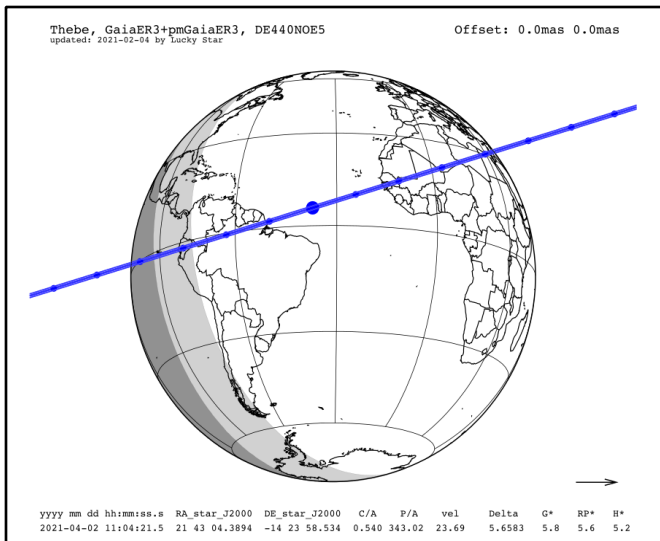 Thebe, GaiaER3+pmGaiaER3, DE440NOE5
Offset: 0.0mas 0.0mas
updated: 2021-02-04 by Lucky Star
yyyy mm dd hh:mm:ss.s RA_star_J2000 DE_star_J2000 C/A P/A vel Delta G* RP* H*
2021-04-02 11:04:21.5 21 43 04.3894 -14 23 58.534 0.540 343.02 23.69 5.6583 5.8 5.6 5.2